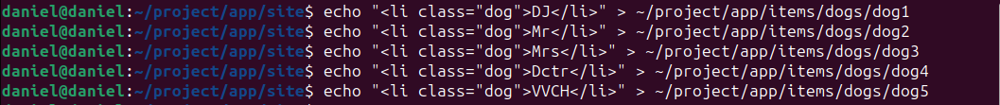 daniel@daniel:~/project/app/site$ echo "<li class="dog">DJ</li>" > ~/project/app/items/dogs/dog1
daniel@daniel:~/project/app/site$ echo "<li class="dog">Mr</li>" > ~/project/app/items/dogs/dog2
daniel@daniel:~/project/app/site$ echo "<li class="dog">Mrs</li>" > ~/project/app/items/dogs/dog3
daniel@daniel:~/project/app/site$ echo "<li class="dog">Dctr</li>" > ~/project/app/items/dogs/dog4
daniel@daniel:~/project/app/site$ echo "<li class="dog">VVCH</li>" > ~/project/app/items/dogs/dog5